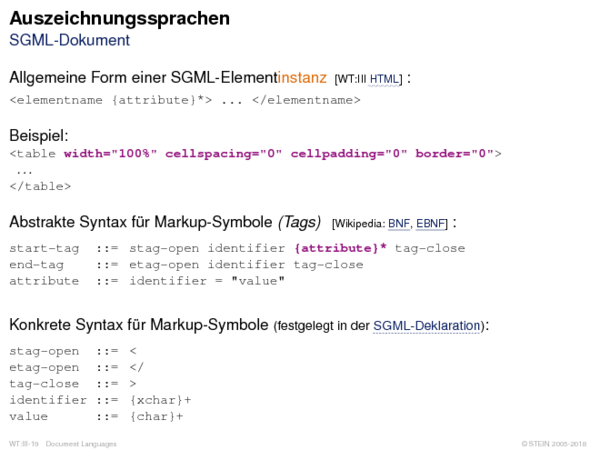 Auszeichnungssprachen
SGML-Dokument
Allgemeine Form einer SGML-Elementinstanz [WT:III HTML] :
<elementname {attribute}*> ... </elementname>
Beispiel:
<table width="100%" cellspacing="0" cellpadding="0" border="0">
...
</table>
Abstrakte Syntax für Markup-Symbole (Tags) [Wikipedia: BNF, EBNF] :
start-tag ::= stag-open identifier {attribute}* tag-close
end-tag ::= etag-open identifier tag-close
attribute ::= identifier = "value"
Konkrete Syntax für Markup-Symbole (festgelegt in der SGML-Deklaration):
stag-open ::= <
etag-open ::= </
tag-close ::= >
identifier ::= {xchar}+
value ::= {char}+
WT:III-19 Document Languages © STEIN 2005-2018